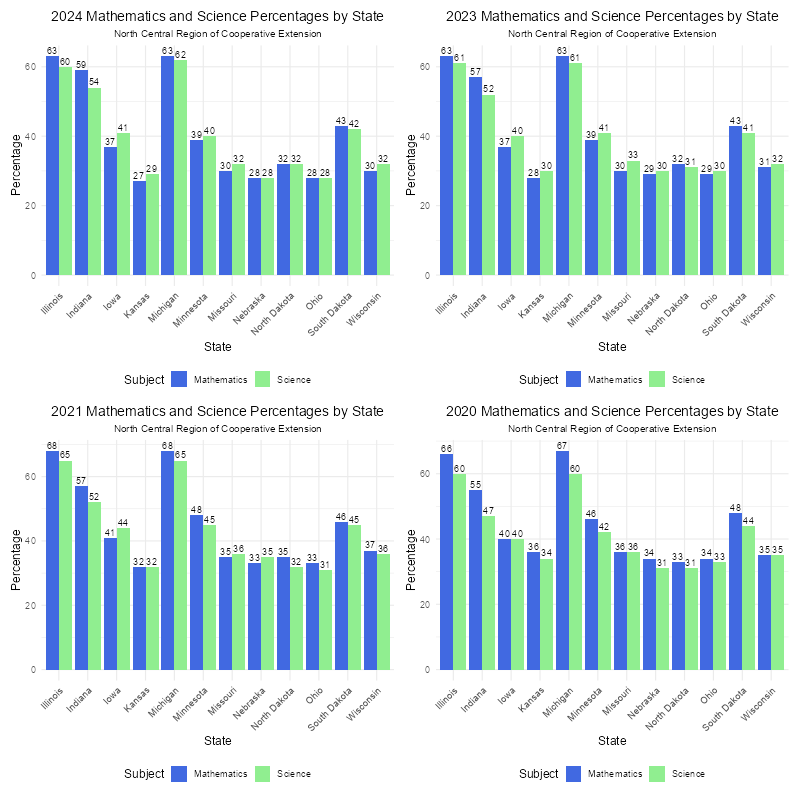 2024 Mathematics and Science Percentages by State
North Central Region of Cooperative Extension
63 60 59 54 37 41 27 29 63 62 39 40 30 32 28 28 32 32 28 28 43 42 30 32
60
40
20
0
Percentage
Illinois Indiana Iowa Kansas Michigan Minnesota Missouri Nebraska North Dakota Ohio South Dakota Wisconsin
State
Subject Mathematics Science
2023 Mathematics and Science Percentages by State
North Central Region of Cooperative Extension
63 61 57 52 37 40 28 30 63 61 39 41 30 33 29 30 32 31 29 30 43 41 31 32
60
40
20
0
Percentage
Illinois Indiana Iowa Kansas Michigan Minnesota Missouri Nebraska North Dakota Ohio South Dakota Wisconsin
State
Subject Mathematics Science
2021 Mathematics and Science Percentages by State
North Central Region of Cooperative Extension
68 65 57 52 41 44 32 32 68 65 48 45 35 36 33 35 35 32 33 31 46 45 37 36
60
40
20
0
Percentage
Illinois Indiana Iowa Kansas Michigan Minnesota Missouri Nebraska North Dakota Ohio South Dakota Wisconsin
State
Subject Mathematics Science
2020 Mathematics and Science Percentages by State
North Central Region of Cooperative Extension
66 60 55 47 40 40 36 34 67 60 46 42 36 36 34 31 33 31 34 33 48 44 35 35
60
40
20
0
Percentage
Illinois Indiana Iowa Kansas Michigan Minnesota Missouri Nebraska North Dakota Ohio South Dakota Wisconsin
State
Subject Mathematics Science